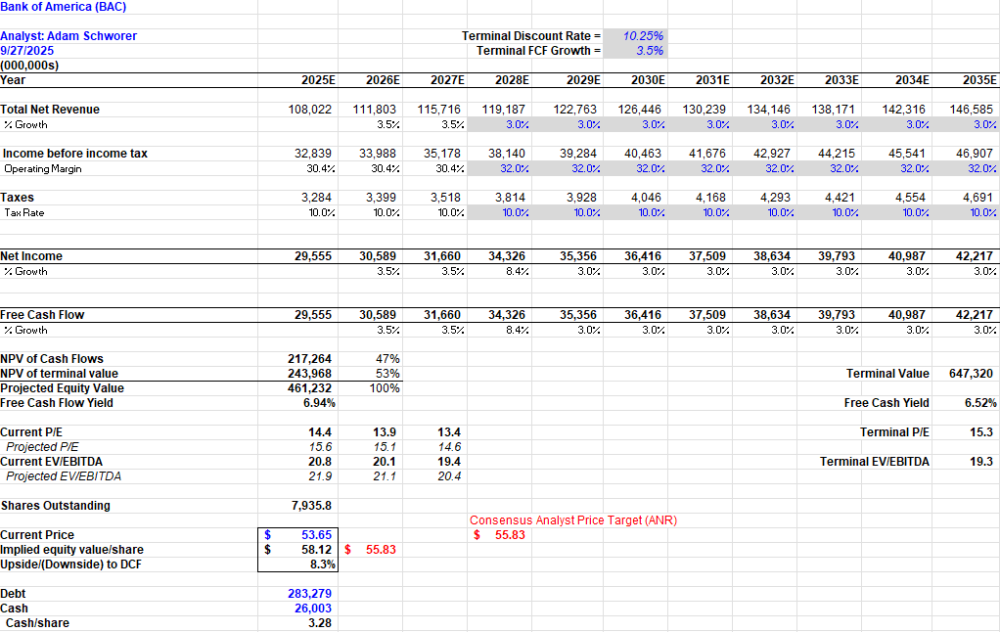 Bank of America (BAC)
Analyst: Adam Schworer Terminal Discount Rate = 10.25%
9/27/2025 Terminal FCF Growth = 3.5%
(000,000s)
Year 2025E 2026E 2027E 2028E 2029E 2030E 2031E 2032E 2033E 2034E 2035E
Total Net Revenue 108,022 111,803 115,716 119,187 122,763 126,446 130,239 134,146 138,171 142,316 146,585
% Growth 3.5% 3.5% 3.0% 3.0% 3.0% 3.0% 3.0% 3.0% 3.0% 3.0%
Income before income tax 32,839 33,988 35,178 38,140 39,284 40,463 41,676 42,927 44,215 45,541 46,907
Operating Margin 30.4% 30.4% 30.4% 32.0% 32.0% 32.0% 32.0% 32.0% 32.0% 32.0% 32.0%
Taxes 3,284 3,399 3,518 3,814 3,928 4,046 4,168 4,293 4,421 4,554 4,691
Tax Rate 10.0% 10.0% 10.0% 10.0% 10.0% 10.0% 10.0% 10.0% 10.0% 10.0% 10.0%
Net Income 29,555 30,589 31,660 34,326 35,356 36,416 37,509 38,634 39,793 40,987 42,217
% Growth 3.5% 3.5% 8.4% 3.0% 3.0% 3.0% 3.0% 3.0% 3.0% 3.0%
Free Cash Flow 29,555 30,589 31,660 34,326 35,356 36,416 37,509 38,634 39,793 40,987 42,217
% Growth 3.5% 3.5% 8.4% 3.0% 3.0% 3.0% 3.0% 3.0% 3.0% 3.0%
NPV of Cash Flows 217,264 47%
NPV of terminal value 243,968 53% Terminal Value 647,320
Projected Equity Value 461,232 100%
Free Cash Flow Yield 6.94% Free Cash Yield 6.52%
Current P/E 14.4 13.9 13.4 Terminal P/E 15.3
Projected P/E 15.6 15.1 14.6
Current EV/EBITDA 20.8 20.1 19.4 Terminal EV/EBITDA 19.3
Projected EV/EBITDA 21.9 21.1 20.4
Shares Outstanding 7,935.8
Consensus Analyst Price Target (ANR)
Current Price $ 53.65 $ 55.83
Implied equity value/share $ 58.12 $ 55.83
Upside/(Downside) to DCF 8.3%
Debt 283,279
Cash 26,003
Cash/share 3.28